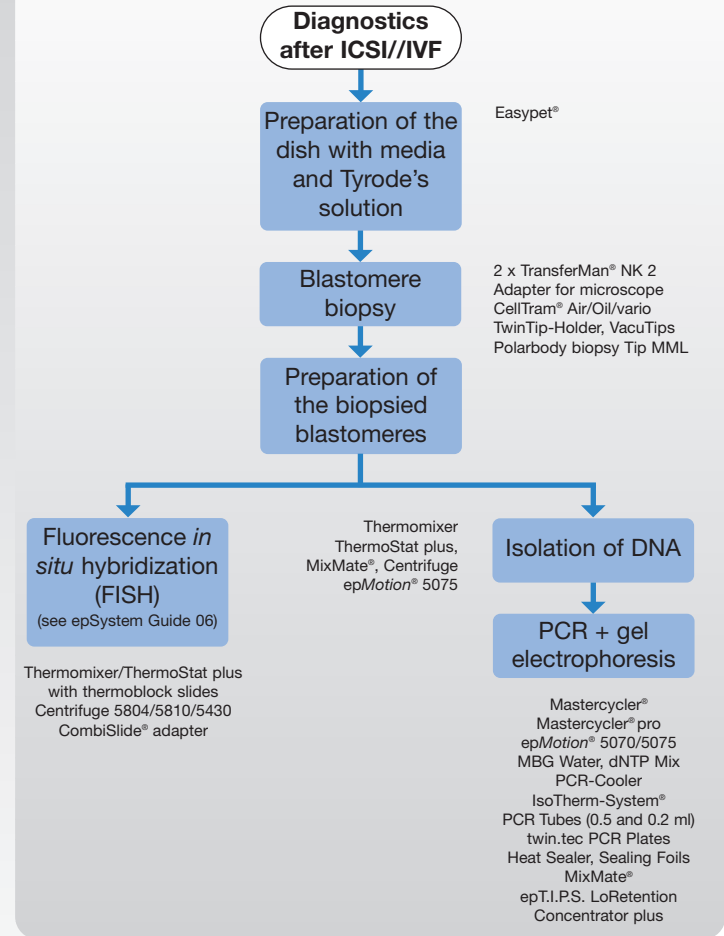 Diagnostics
after ICSI//IVF
Preparation of the
dish with media
and Tyrode's
solution
Easypet®
Blastomere
biopsy
2 x TransferMan® NK 2
Adapter for microscope
CellTram® Air/Oil/vario
TwinTip-Holder, VacuTips
Polarbody biopsy Tip MML
Preparation of
the biopsied
blastomeres
Fluorescence in
situ hybridization
(FISH)
(see epSystem Guide 06)
Thermomixer/ThermoStat plus
with thermoblock slides
Centrifuge 5804/5810/5430
CombiSlide® adapter
Thermomixer
ThermoStat plus,
MixMate®, Centrifuge
epMotion® 5075
Isolation of DNA
PCR + gel
electrophoresis
Mastercycler®
Mastercycler® pro
epMotion® 5070/5075
MBG Water, dNTP Mix
PCR-Cooler
IsoTherm-System®
PCR Tubes (0.5 and 0.2 ml)
twin.tec PCR Plates
Heat Sealer, Sealing Foils
MixMate®
epT.I.P.S. LoRetention
Concentrator plus